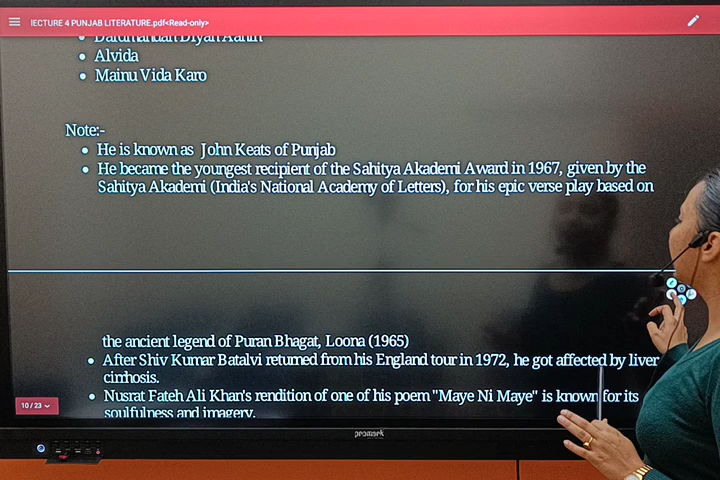 lECTURE 4 PUNJAB LITERATURE.pdf<Read-only>
• Dardmandan Diyan Aahin
• Alvida
• Mainu Vida Karo
Note:-
• He is known as John Keats of Punjab
• He became the youngest recipient of the Sahitya Akademi Award in 1967, given by the
Sahitya Akademi (India's National Academy of Letters), for his epic verse play based on
the ancient legend of Puran Bhagat, Loona (1965)
• After Shiv Kumar Batalvi returned from his England tour in 1972, he got affected by liver
cirrhosis.
• Nusrat Fateh Ali Khan's rendition of one of his poem "Maye Ni Maye" is known for its
soulfulness and imagery.
10 / 23
promark